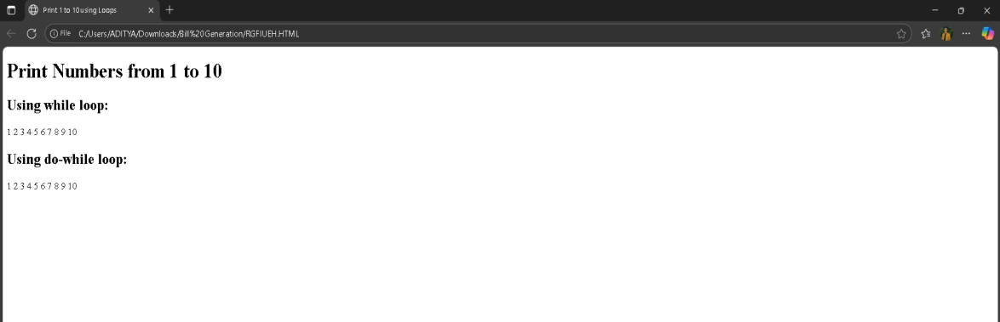 Print 1 to 10 using Loops
File C:/Users/ADITYA/Downloads/Bill%20Generation/RGFIUEH.HTML
Print Numbers from 1 to 10
Using while loop:
1 2 3 4 5 6 7 8 9 10
Using do-while loop:
1 2 3 4 5 6 7 8 9 10